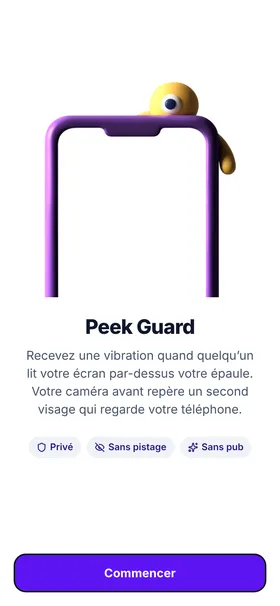 Peek Guard
Recevez une vibration quand quelqu’un
lit votre écran par-dessus votre épaule.
Votre caméra avant repère un second
visage qui regarde votre téléphone.
Privé Sans pistage Sans pub
Commencer